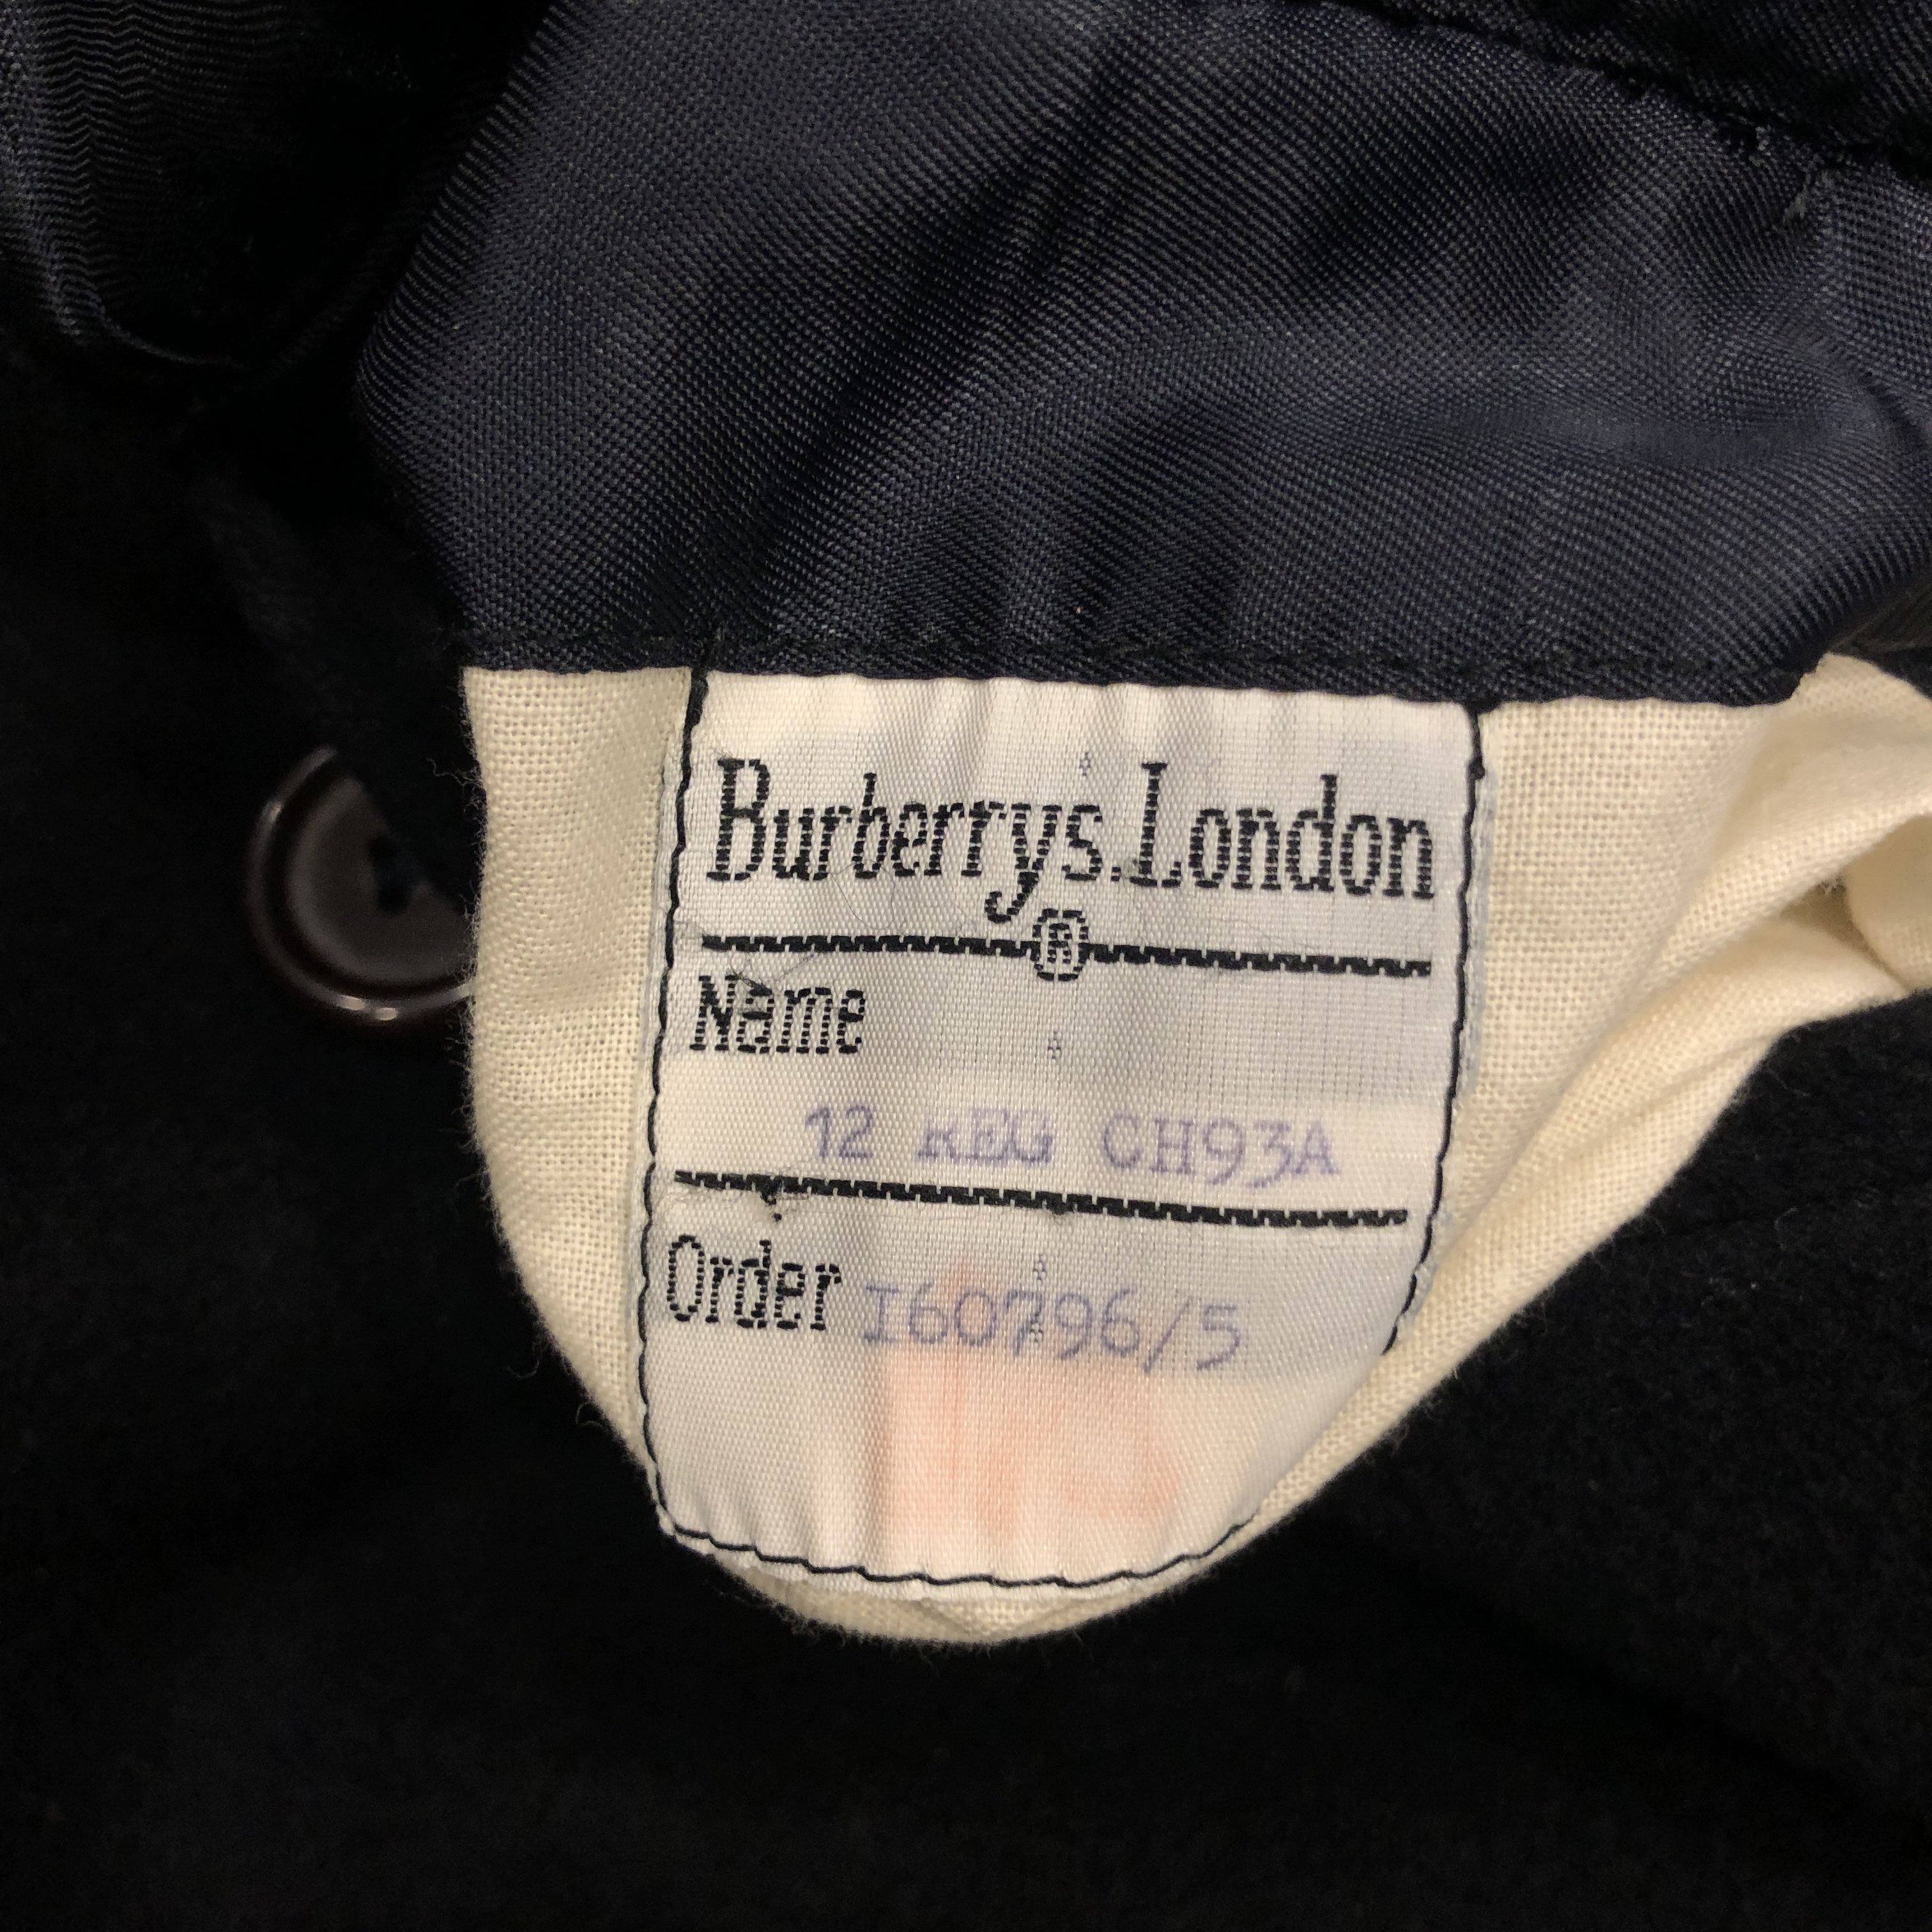 Burberrys.London
®
Name
12 REG CH93A
Order I60796/5